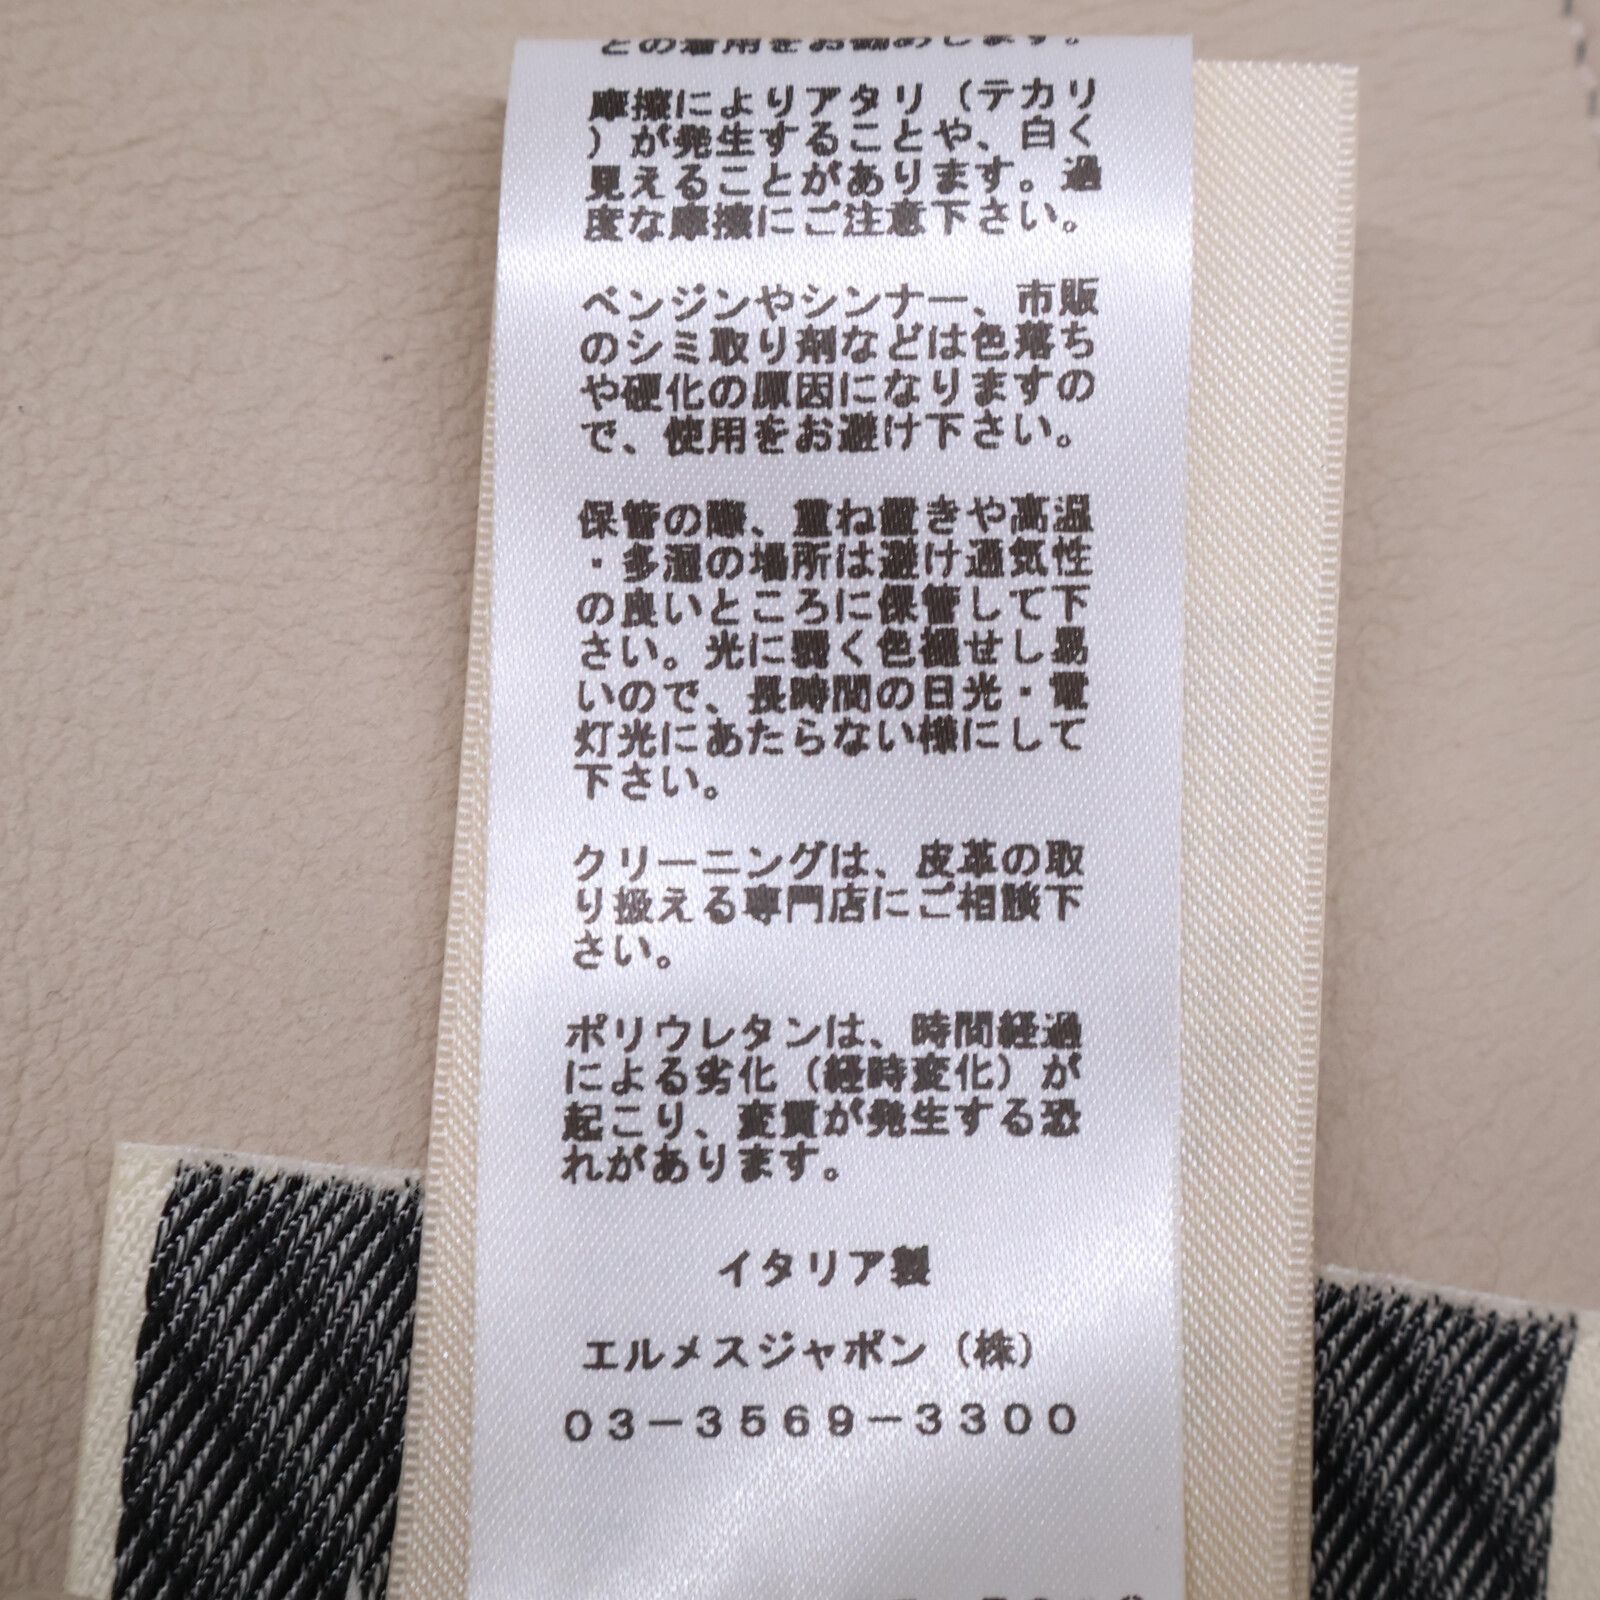 との着用をお勧めします。
摩擦によりアタリ（テカリ
）が発生することや、白く
見えることがあります。過
度な摩擦にご注意下さい。
ベンジンやシンナー、市販
のシミ取り剤などは色落ち
や硬化の原因になりますの
で、使用をお避け下さい。
保管の際、重ね置きや高温
・多湿の場所は避け通気性
の良いところに保管して下
さい。光に弱く色褪せし易
いので、長時間の日光・電
灯光にあたらない様にして
下さい。
クリーニングは、皮革の取
り扱える専門店にご相談下
さい。
ポリウレタンは、時間経過
による劣化（経時変化）が
起こり、変質が発生する恐
れがあります。
イタリア製
エルメスジャポン（株）
０３－３５６９－３３００